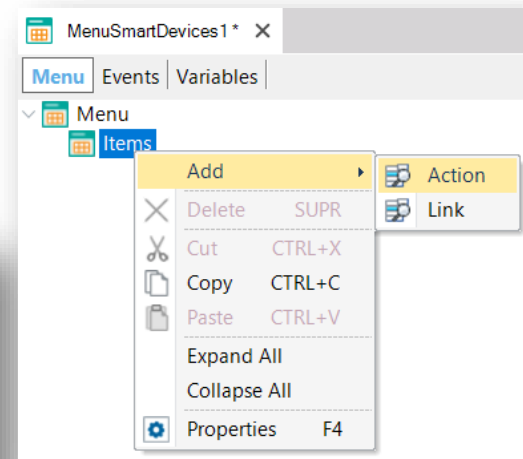 MenuSmartDevices1*
Menu Events Variables
Menu
Items
Add
Action
Delete SUPR
Link
Cut CTRL+X
Copy CTRL+C
Paste CTRL+V
Expand All
Collapse All
Properties F4